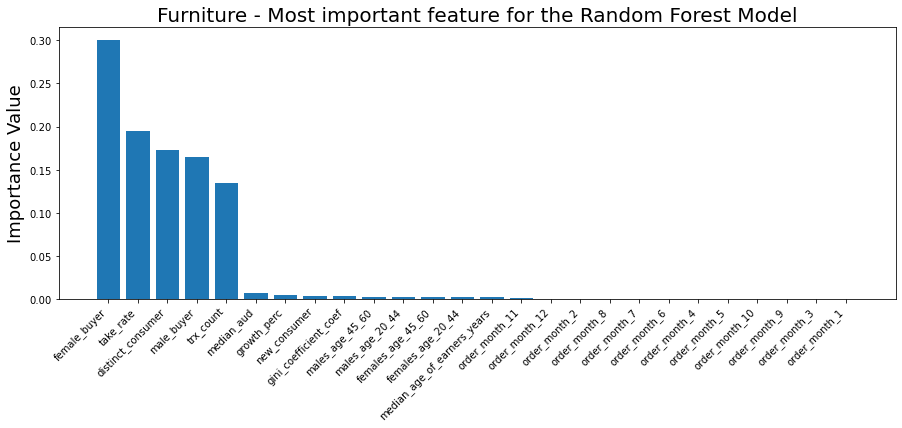 Furniture - Most important feature for the Random Forest Model
Importance Value
0.30
0.25
0.20
0.15
0.10
0.05
0.00
female_buyer
take_rate
distinct_consumer
male_buyer
trx_count
median_aud
growth_perc
new_consumer
gini_coefficient_coef
males_age_45_60
males_age_20_44
females_age_45_60
females_age_20_44
median_age_of_earners_years
order_month_11
order_month_12
order_month_2
order_month_8
order_month_7
order_month_6
order_month_4
order_month_5
order_month_10
order_month_9
order_month_3
order_month_1